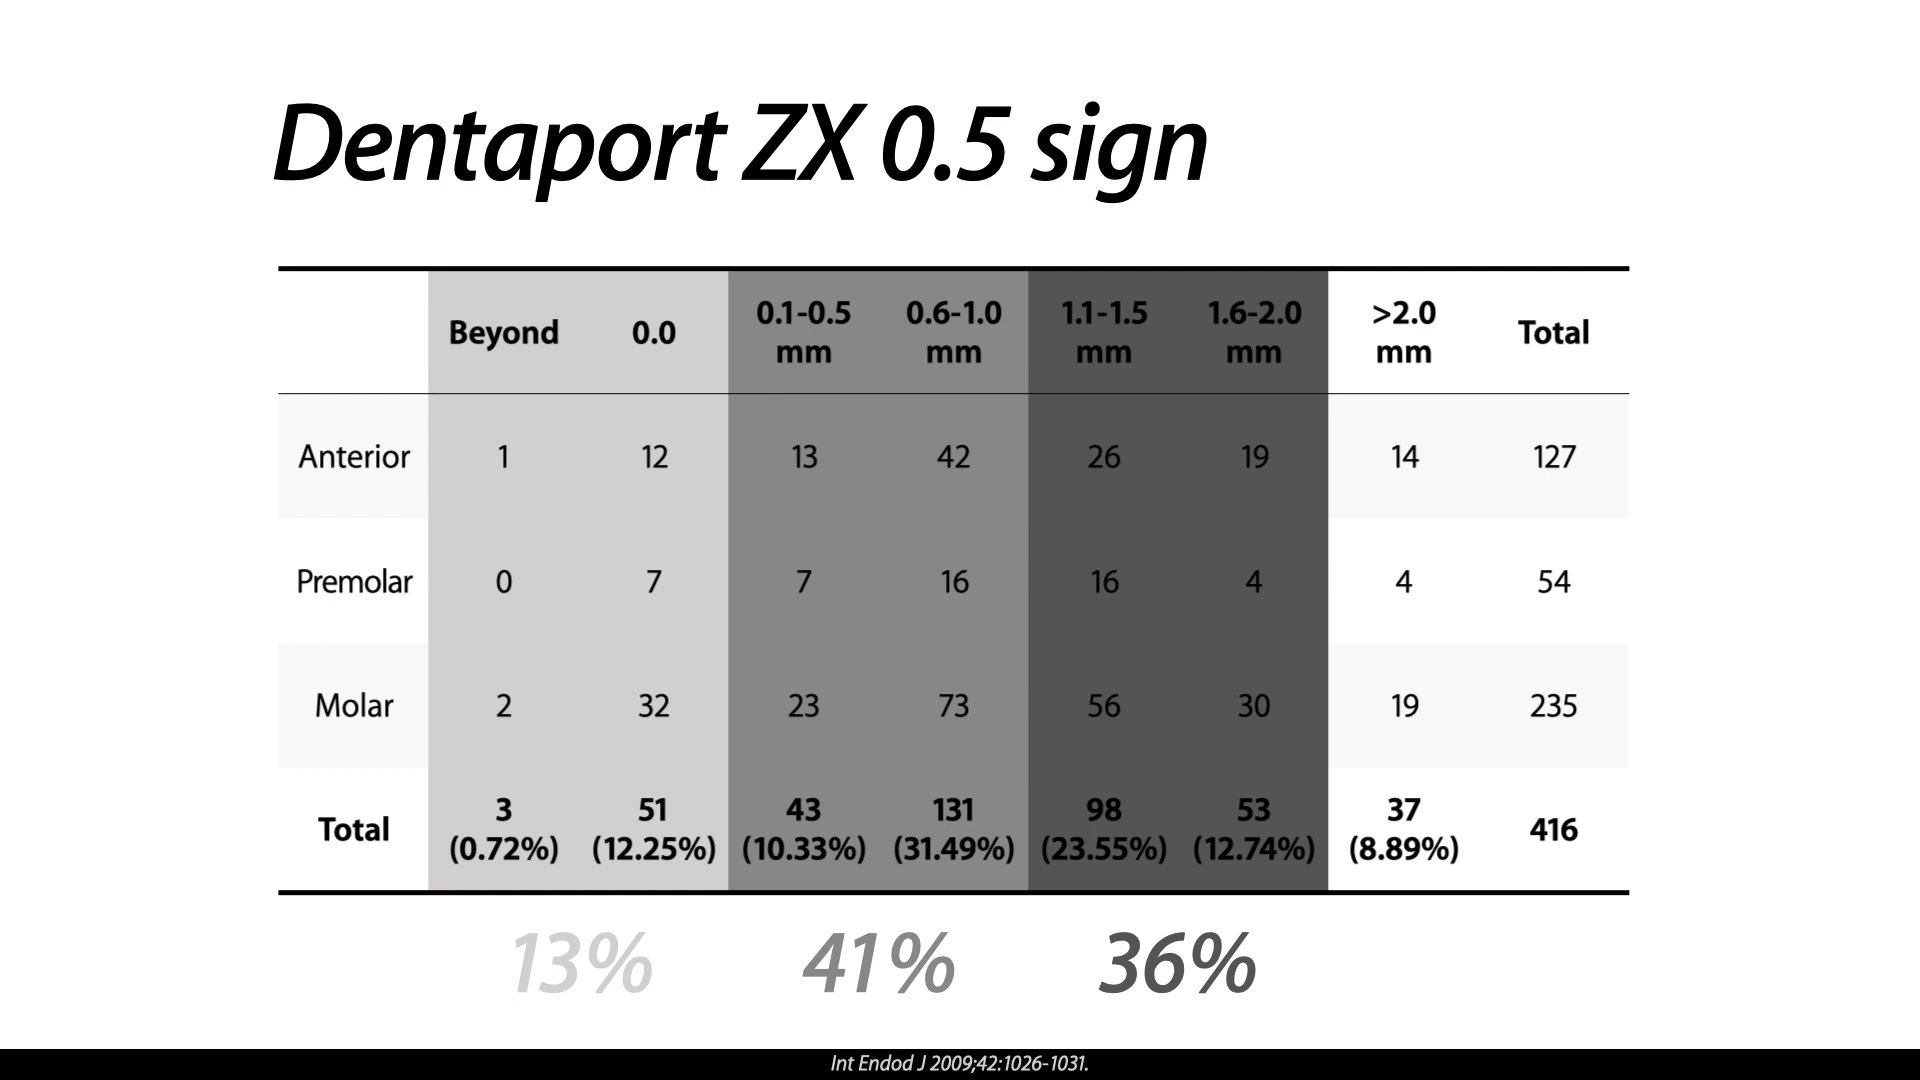 Dentaport ZX 0.5 sign
Beyond 0.0 0.1-0.5 mm 0.6-1.0 mm 1.1-1.5 mm 1.6-2.0 mm >2.0 mm Total
Anterior 1 12 13 42 26 19 14 127
Premolar 0 7 7 16 16 4 4 54
Molar 2 32 23 73 56 30 19 235
Total 3 (0.72%) 51 (12.25%) 43 (10.33%) 131 (31.49%) 98 (23.55%) 53 (12.74%) 37 (8.89%) 416
13% 41% 36%
Int Endod J 2009;42:1026-1031.